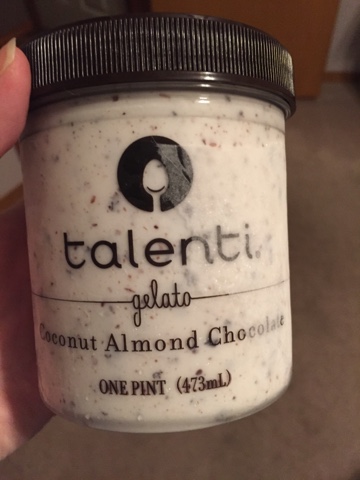 talenti
gelato
Coconut Almond Chocolate
ONE PINT (473mL)